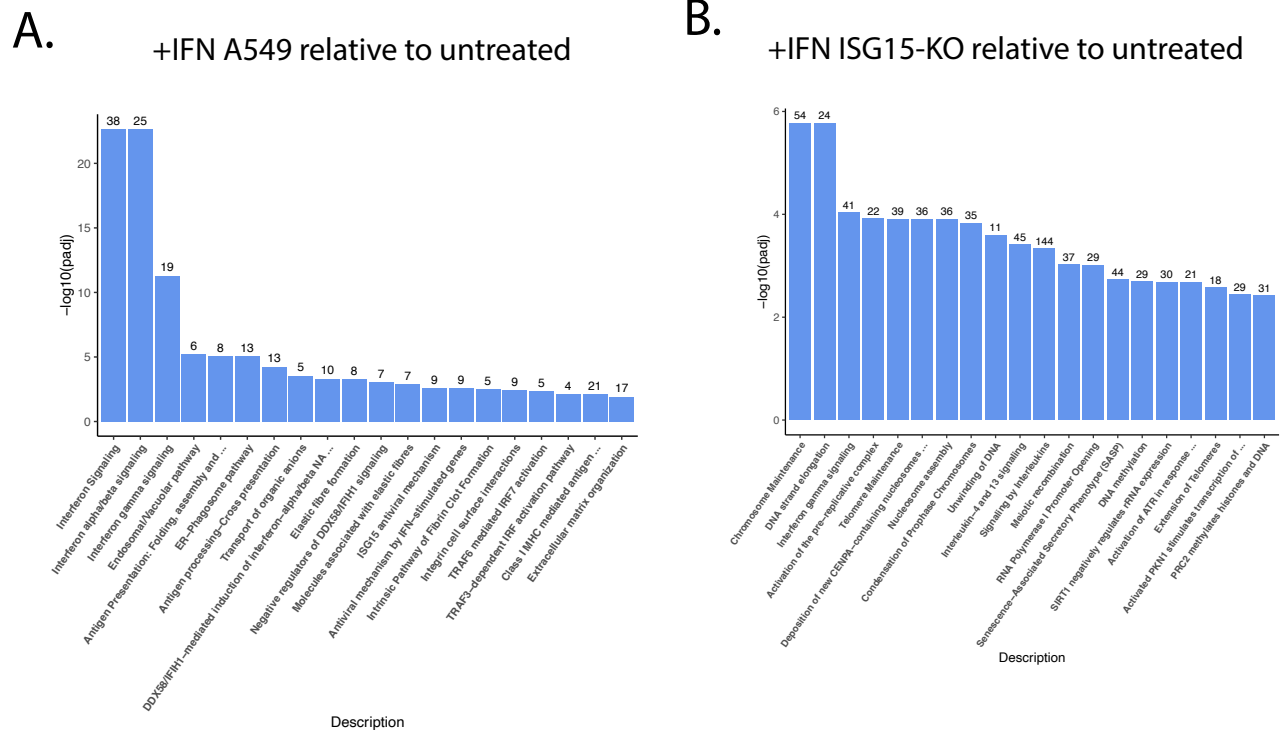 A.
+IFN A549 relative to untreated
38 25 19 6 8 13 13 5 10 8 7 7 9 9 5 9 5 4 21 17
20
15
10
5
0
−log10(padj)
Interferon Signaling
Interferon alpha/beta signaling
Interferon gamma signaling
Endosomal/Vacuolar pathway
Antigen Presentation: Folding, assembly and ...
ER−Phagosome pathway
Antigen processing−Cross presentation
Transport of organic anions
DDX58/IFIH1−mediated induction of interferon−alpha/beta NA ...
Elastic fibre formation
Negative regulators of DDX58/IFIH1 signaling
Molecules associated with elastic fibres
ISG15 antiviral mechanism
Antiviral mechanism by IFN−stimulated genes
Intrinsic Pathway of Fibrin Clot Formation
Integrin cell surface interactions
TRAF6 mediated IRF7 activation
TRAF3−dependent IRF activation pathway
Class I MHC mediated antigen ...
Extracellular matrix organization
Description
B.
+IFN ISG15-KO relative to untreated
54 24 41 22 39 36 36 35 11 45 144 37 29 44 29 30 21 18 29 31
6
4
2
0
−log10(padj)
Chromosome Maintenance
DNA strand elongation
Interferon gamma signaling
Activation of the pre−replicative complex
Telomere Maintenance
Deposition of new CENPA−containing nucleosomes ...
Nucleosome assembly
Condensation of Prophase Chromosomes
Unwinding of DNA
Interleukin−4 and 13 signaling
Signaling by Interleukins
Meiotic recombination
RNA Polymerase I Promoter Opening
Senescence−Associated Secretory Phenotype (SASP)
DNA methylation
SIRT1 negatively regulates rRNA expression
Activation of ATR in response ...
Extension of Telomeres
Activated PKN1 stimulates transcription of ...
PRC2 methylates histones and DNA
Description